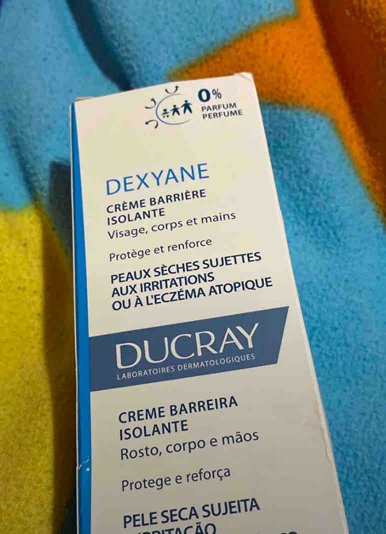 0%
PARFUM
PERFUME
DEXYANE
CRÈME BARRIÈRE
ISOLANTE
Visage, corps et mains
Protège et renforce
PEAUX SÈCHES SUJETTES
AUX IRRITATIONS
OU À L'ECZÉMA ATOPIQUE
DUCRAY
LABORATOIRES DERMATOLOGIQUES
CREME BARREIRA
ISOLANTE
Rosto, corpo e mãos
Protege e reforça
PELE SECA SUJEITA
IRRITAÇÃO